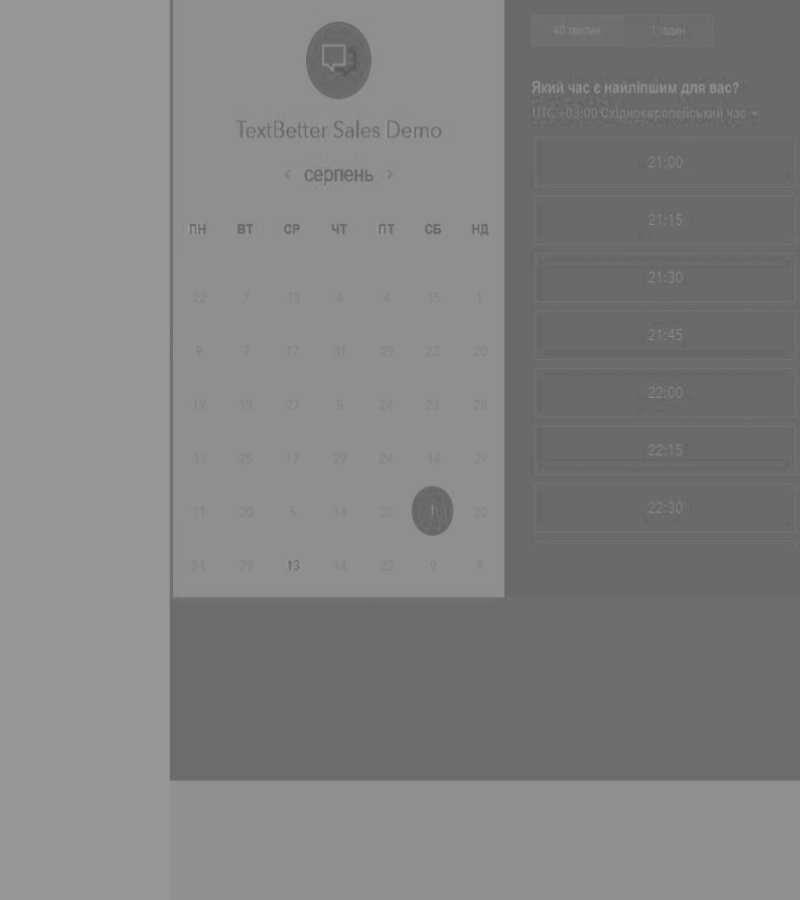 TextBetter Sales Demo
‹ серпень ›
ПН ВТ СР ЧТ ПТ СБ НД
22 7 13 4 4 15 1
9 7 17 31 29 23 20
19 19 27 5 24 23 28
13 25 17 29 24 14 29
11 20 5 14 30 1 20
24 29 13 14 22 9 9
40 хвилин 1 годин
Який час є найліпшим для вас?
UTC +03:00 Східноєвропейський час
21:00
21:15
21:30
21:45
22:00
22:15
22:30